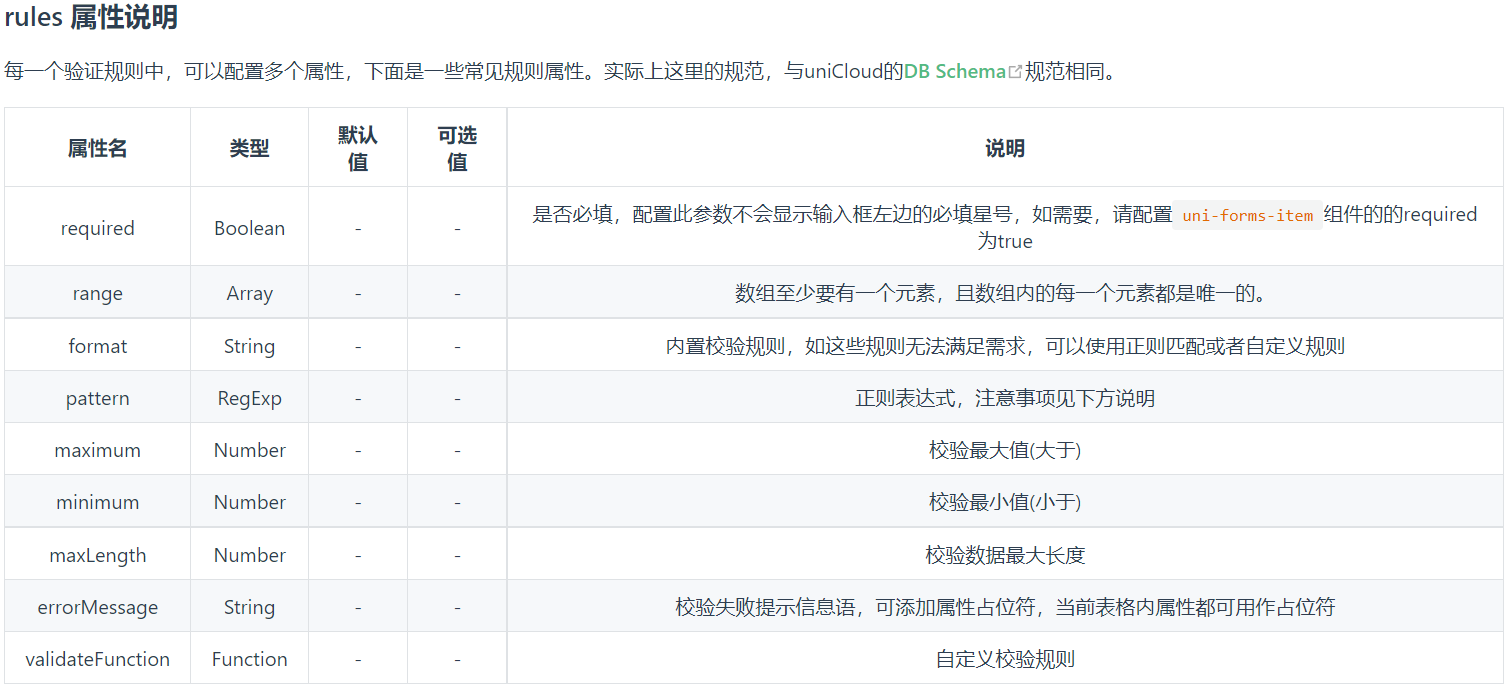 rules 属性说明
每一个验证规则中，可以配置多个属性，下面是一些常见规则属性。实际上这里的规范，与uniCloud的DB Schema规范相同。
属性名 类型 默认值 可选值 说明
required Boolean - - 是否必填，配置此参数不会显示输入框左边的必填星号，如需要，请配置 uni-forms-item 组件的的required
为true
range Array - - 数组至少要有一个元素，且数组内的每一个元素都是唯一的。
format String - - 内置校验规则，如这些规则无法满足需求，可以使用正则匹配或者自定义规则
pattern RegExp - - 正则表达式，注意事项见下方说明
maximum Number - - 校验最大值(大于)
minimum Number - - 校验最小值(小于)
maxLength Number - - 校验数据最大长度
errorMessage String - - 校验失败提示信息语，可添加属性占位符，当前表格内属性都可用作占位符
validateFunction Function - - 自定义校验规则